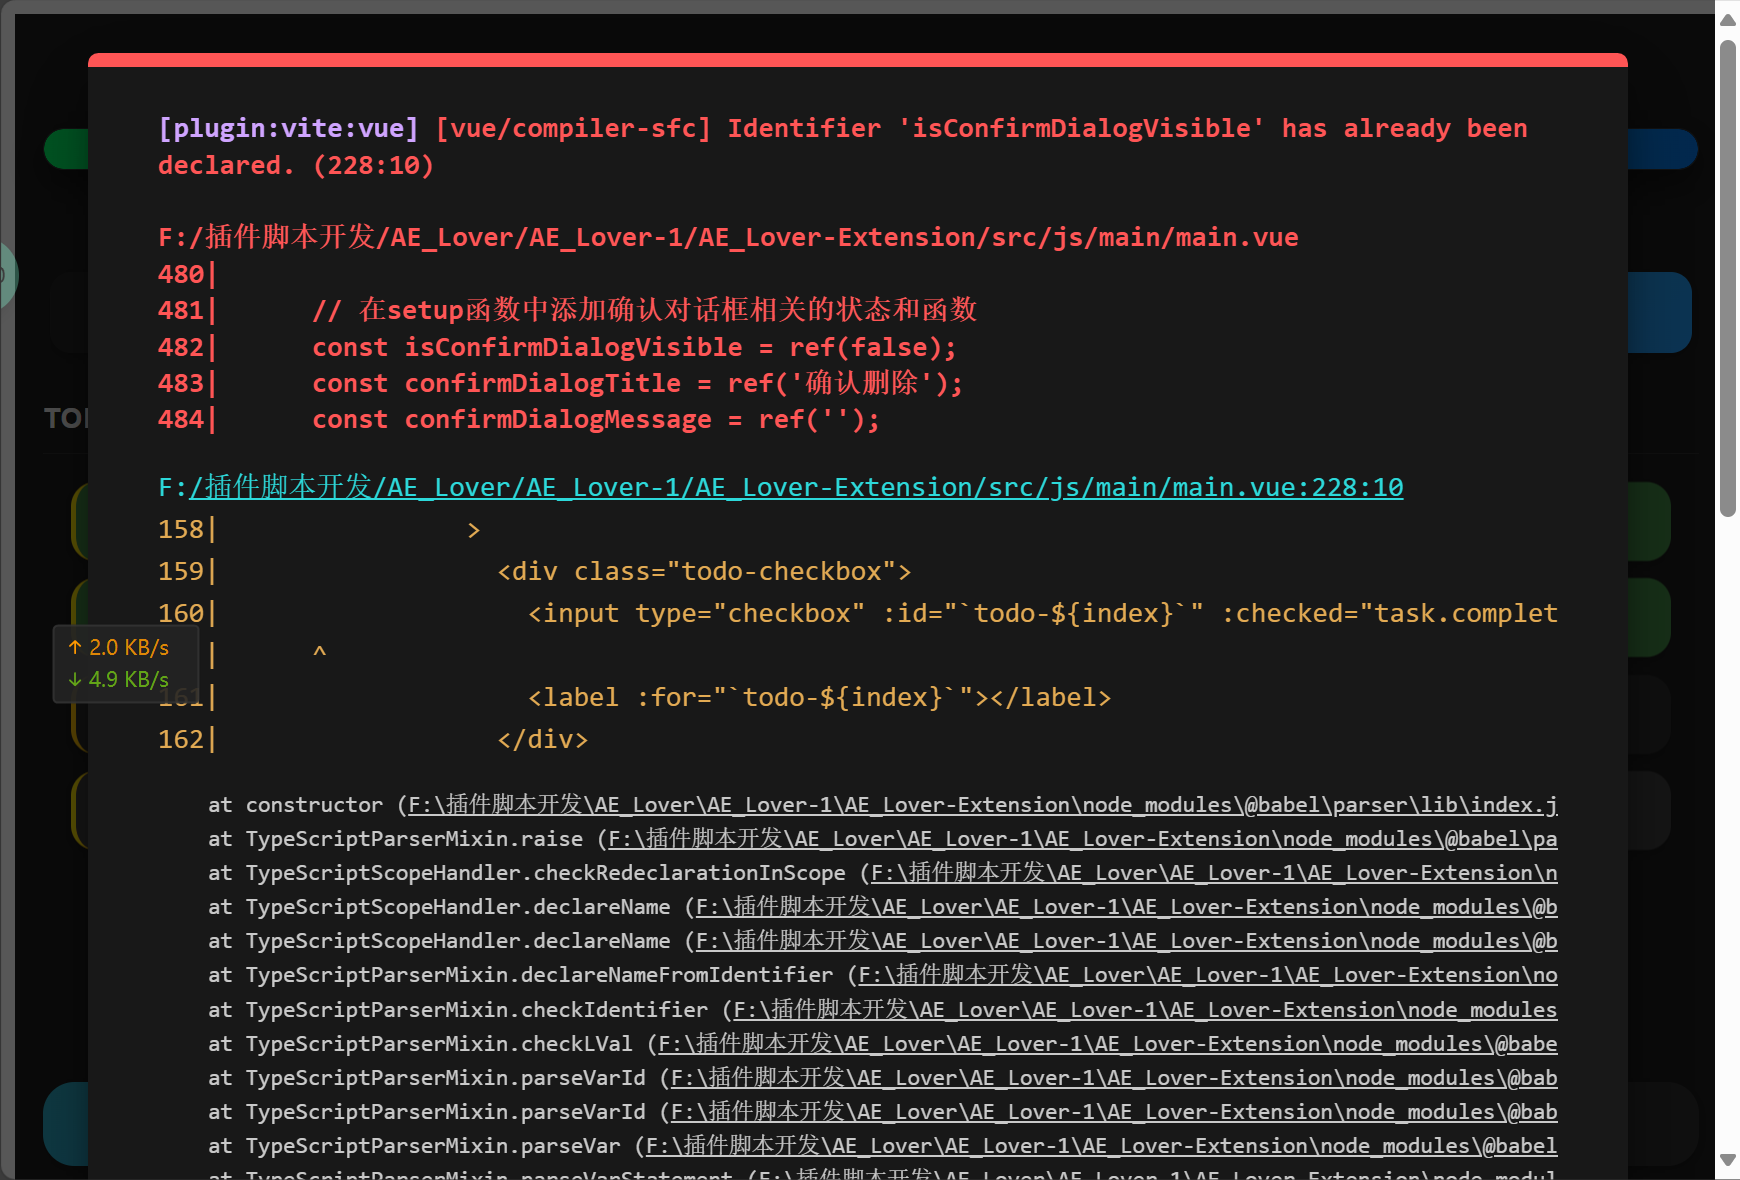 [plugin:vite:vue] [vue/compiler-sfc] Identifier 'isConfirmDialogVisible' has already been
declared. (228:10)
F:/插件脚本开发/AE_Lover/AE_Lover-1/AE_Lover-Extension/src/js/main/main.vue
480|
481|      // 在setup函数中添加确认对话框相关的状态和函数
482|      const isConfirmDialogVisible = ref(false);
483|      const confirmDialogTitle = ref('确认删除');
484|      const confirmDialogMessage = ref('');
TO
F:/插件脚本开发/AE_Lover/AE_Lover-1/AE_Lover-Extension/src/js/main/main.vue:228:10
158|                >
159|                  <div class="todo-checkbox">
160|                    <input type="checkbox" :id="`todo-${index}`" :checked="task.complet
↑ 2.0 KB/s
|      ^
↓ 4.9 KB/s
161|                    <label :for="`todo-${index}`"></label>
162|                  </div>
at constructor (F:\插件脚本开发\AE_Lover\AE_Lover-1\AE_Lover-Extension\node_modules\@babel\parser\lib\index.j
at TypeScriptParserMixin.raise (F:\插件脚本开发\AE_Lover\AE_Lover-1\AE_Lover-Extension\node_modules\@babel\pa
at TypeScriptScopeHandler.checkRedeclarationInScope (F:\插件脚本开发\AE_Lover\AE_Lover-1\AE_Lover-Extension\n
at TypeScriptScopeHandler.declareName (F:\插件脚本开发\AE_Lover\AE_Lover-1\AE_Lover-Extension\node_modules\@b
at TypeScriptScopeHandler.declareName (F:\插件脚本开发\AE_Lover\AE_Lover-1\AE_Lover-Extension\node_modules\@b
at TypeScriptParserMixin.declareNameFromIdentifier (F:\插件脚本开发\AE_Lover\AE_Lover-1\AE_Lover-Extension\no
at TypeScriptParserMixin.checkIdentifier (F:\插件脚本开发\AE_Lover\AE_Lover-1\AE_Lover-Extension\node_modules
at TypeScriptParserMixin.checkLVal (F:\插件脚本开发\AE_Lover\AE_Lover-1\AE_Lover-Extension\node_modules\@babe
at TypeScriptParserMixin.parseVarId (F:\插件脚本开发\AE_Lover\AE_Lover-1\AE_Lover-Extension\node_modules\@bab
at TypeScriptParserMixin.parseVarId (F:\插件脚本开发\AE_Lover\AE_Lover-1\AE_Lover-Extension\node_modules\@bab
at TypeScriptParserMixin.parseVar (F:\插件脚本开发\AE_Lover\AE_Lover-1\AE_Lover-Extension\node_modules\@babel
at TypeScriptParserMixin.parseVarStatement (F:\插件脚本开发\AE_Lover\AE_Lover-1\AE_Lover-Extension\node_modul